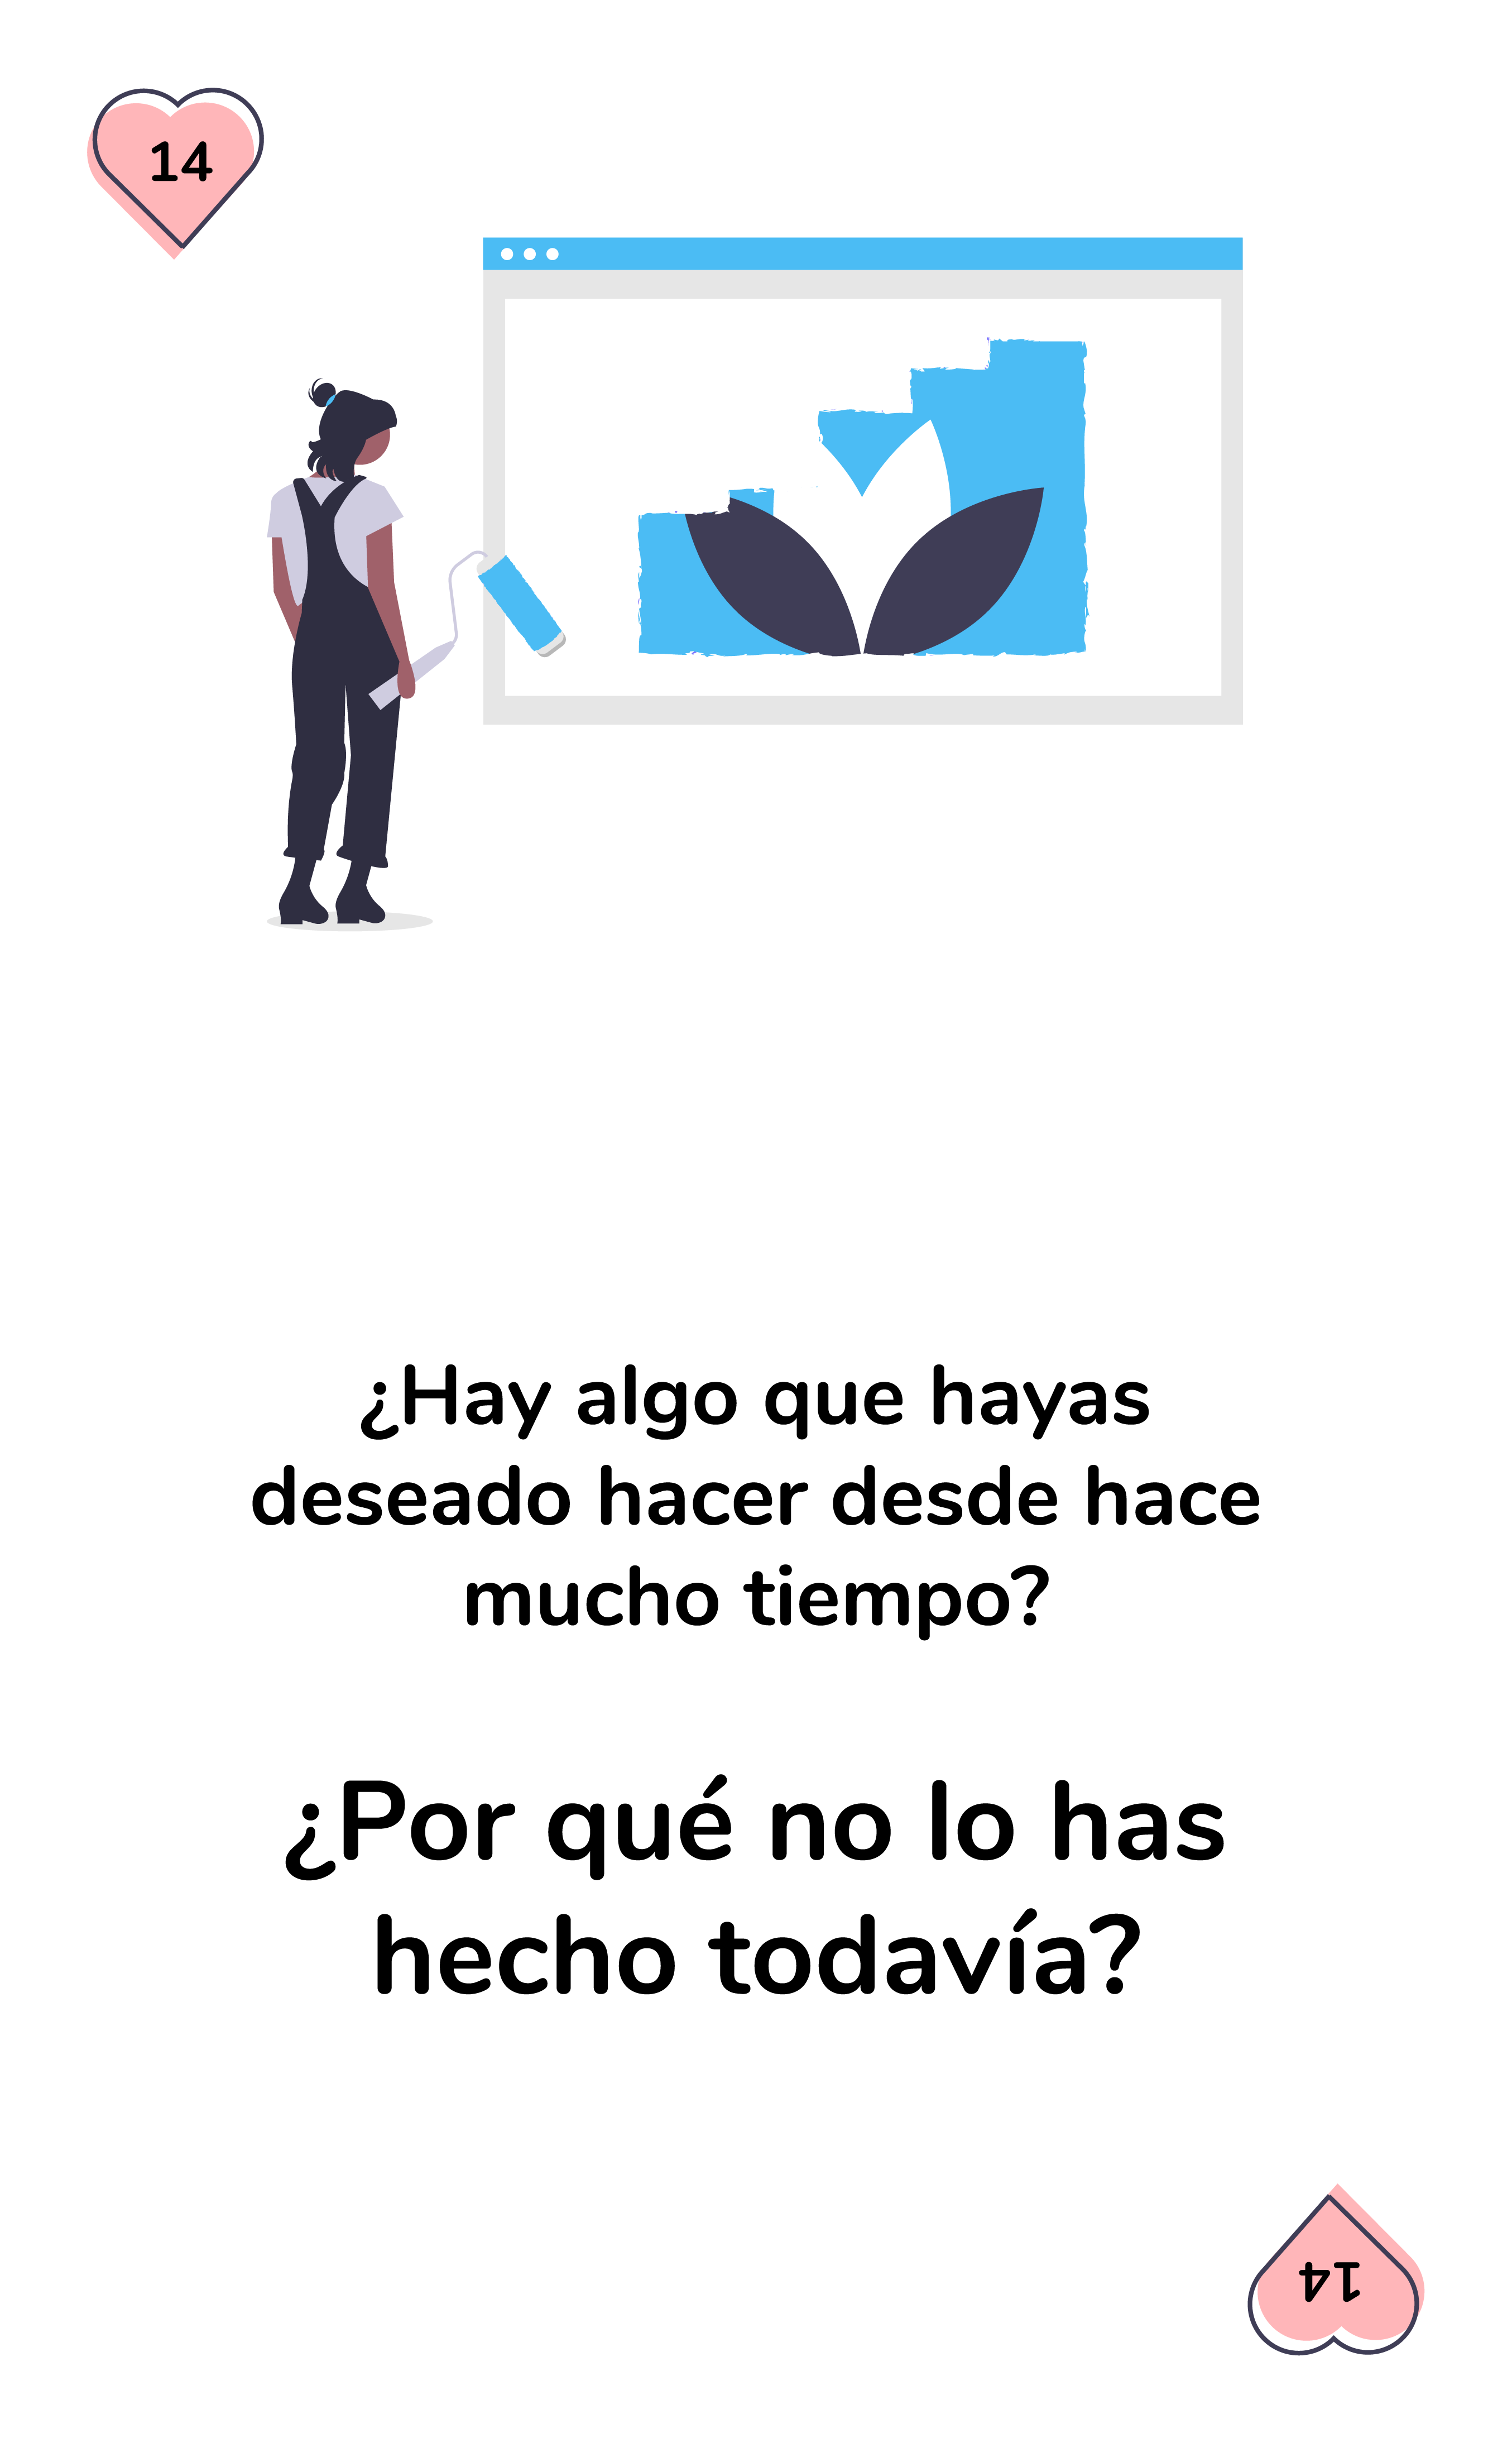 14
¿Hay algo que hayas
deseado hacer desde hace
mucho tiempo?
¿Por qué no lo has
hecho todavía?
14